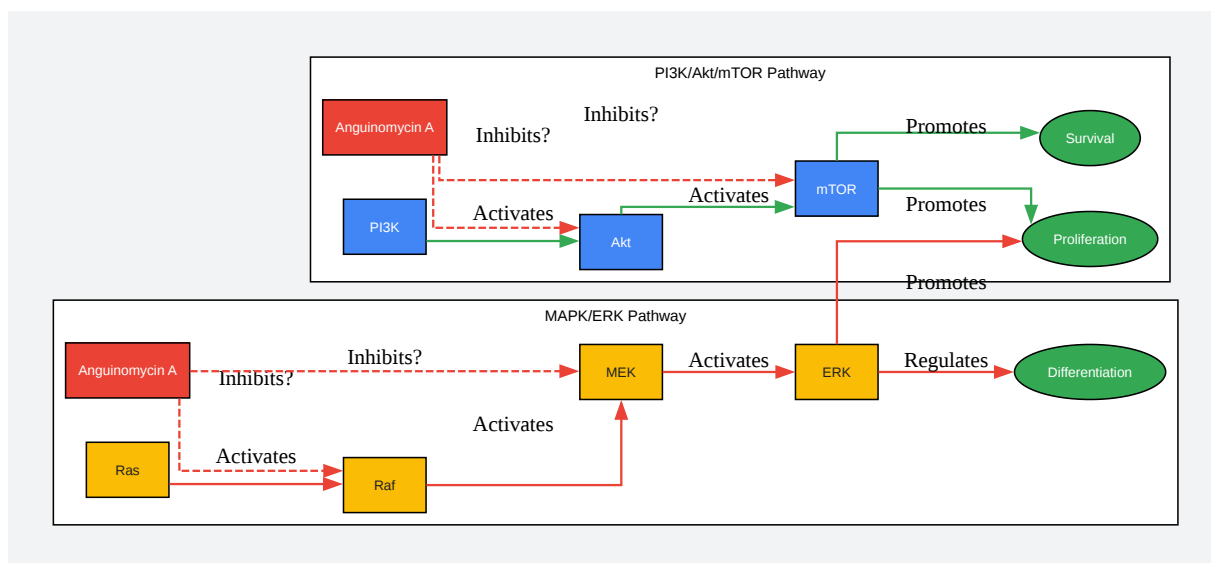 PI3K/Akt/mTOR Pathway
Anguinomycin A
Inhibits?
Inhibits?
Promotes
Survival
mTOR
Activates
Promotes
PI3K
Activates
Akt
Proliferation
Promotes
MAPK/ERK Pathway
Anguinomycin A
Inhibits?
Inhibits?
MEK
Activates
ERK
Regulates
Differentiation
Activates
Ras
Activates
Raf